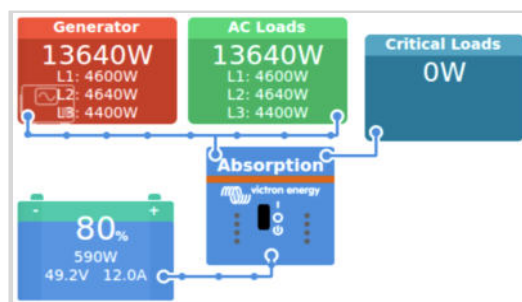 Generator
13640W
L1: 4600W
L2: 4640W
L3: 4400W
AC Loads
13640W
L1: 4600W
L2: 4640W
L3: 4400W
Critical Loads
0W
Absorption
victron energy
I
- +
80%
590W
49.2V 12.0A